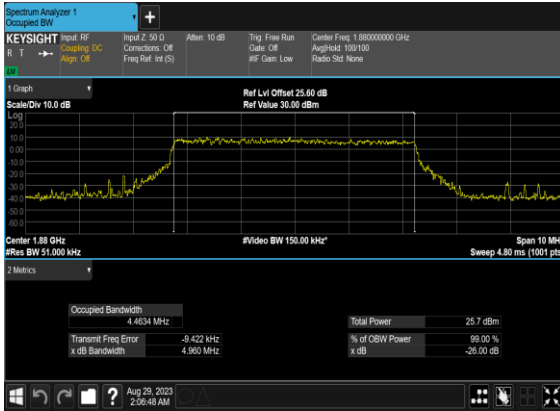 Spectrum Analyzer 1
Occupied BW
+
KEYSIGHT
R T
Input: RF
Coupling: DC
Align: Off
Input Z: 50 Ω
Corrections: Off
Freq Ref: Int (S)
Atten: 10 dB
Trig: Free Run
Gate: Off
#IF Gain: Low
Center Freq: 1.880000000 GHz
Avg|Hold: 100/100
Radio Std: None
1 Graph
Scale/Div 10.0 dB
Ref Lvl Offset 25.60 dB
Ref Value 30.00 dBm
Log
20.0
10.0
0.00
-10.0
-20.0
-30.0
-40.0
-50.0
-60.0
Center 1.88 GHz
#Res BW 51.000 kHz
#Video BW 150.00 kHz*
Span 10 MH
Sweep 4.80 ms (1001 pts
2 Metrics
Occupied Bandwidth
4.4634 MHz
Total Power 25.7 dBm
Transmit Freq Error -9.422 kHz
% of OBW Power 99.00 %
x dB Bandwidth 4.960 MHz
x dB -26.00 dB
?
Aug 29, 2023
2:06:48 AM